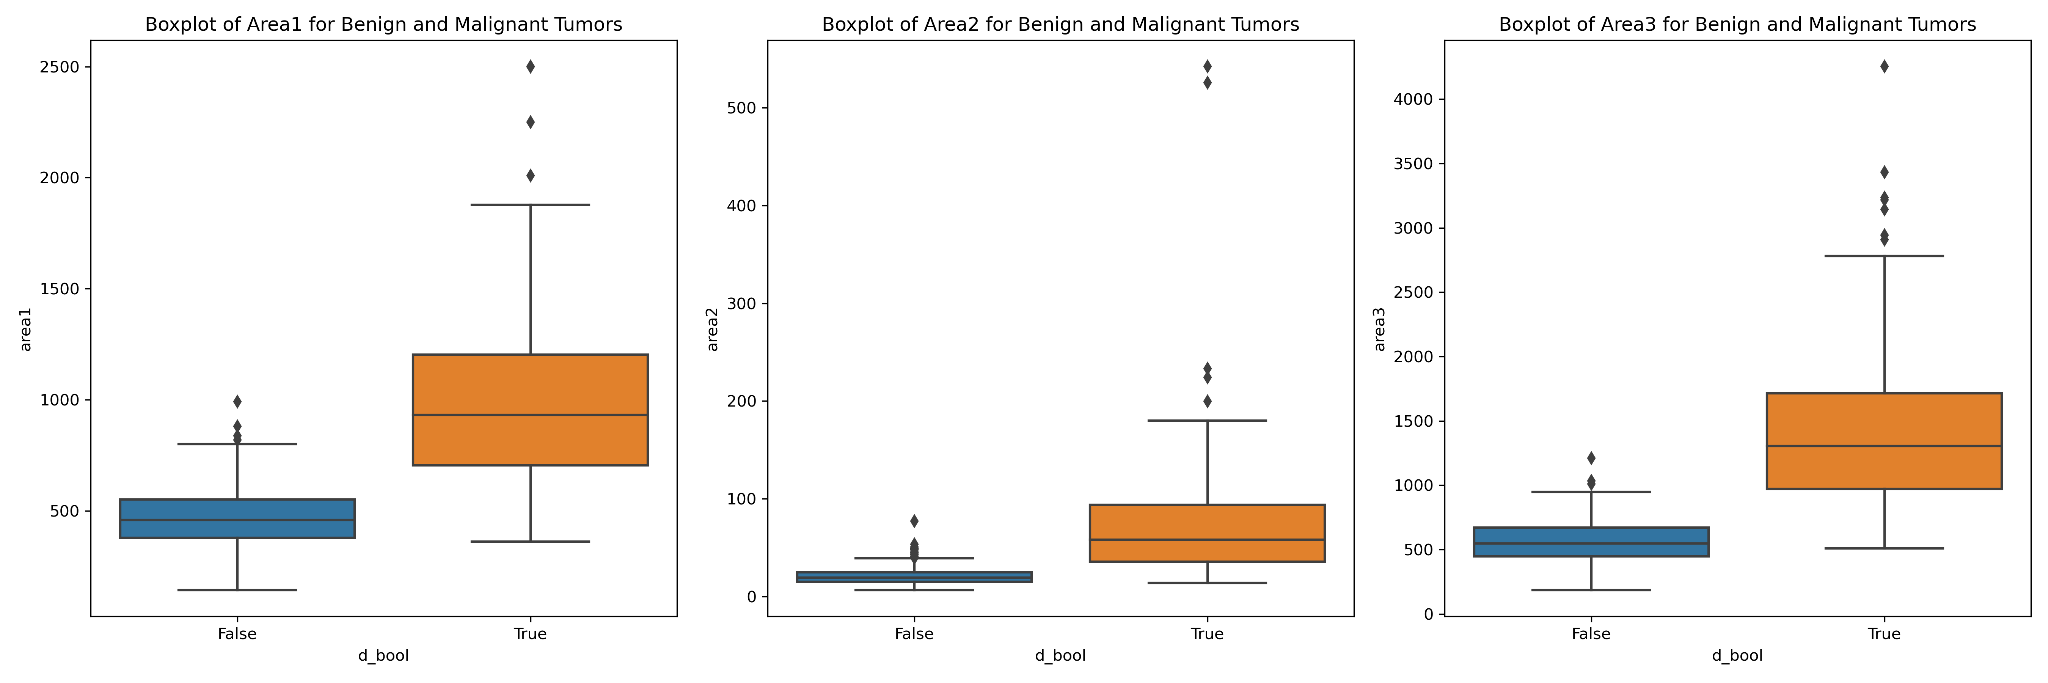 Boxplot of Area1 for Benign and Malignant Tumors
2500
2000
1500
1000
500
area1
False
True
d_bool
Boxplot of Area2 for Benign and Malignant Tumors
500
400
300
200
100
0
area2
False
True
d_bool
Boxplot of Area3 for Benign and Malignant Tumors
4000
3500
3000
2500
2000
1500
1000
500
0
area3
False
True
d_bool